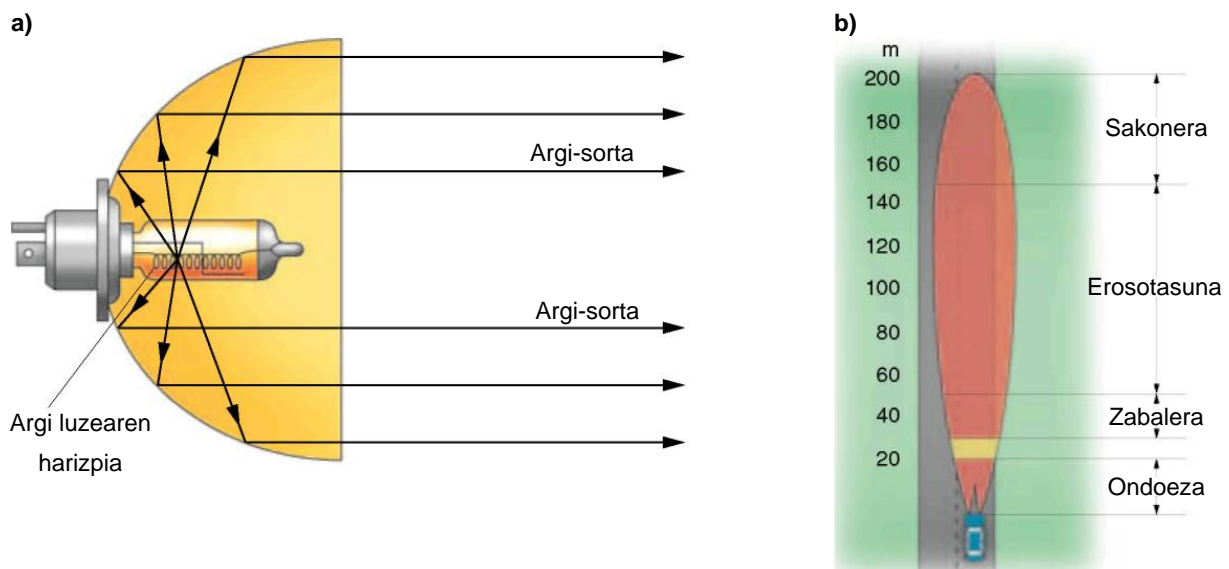 a)
Argi-sorta
Argi-sorta
Argi luzearen
harizpia
b)
m
200
180
160
140
120
100
80
60
40
20
Sakonera
Erosotasuna
Zabalera
Ondoeza